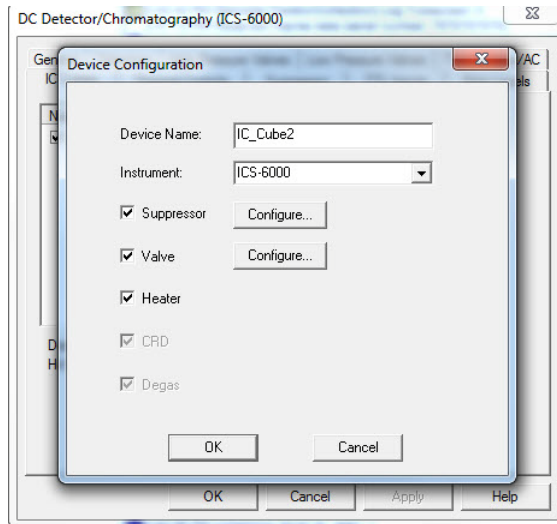 DC Detector/Chromatography (ICS-6000)
Device Configuration
Device Name: IC_Cube2
Instrument: ICS-6000
Suppressor Configure...
Valve Configure...
Heater
CRD
Degas
OK Cancel
OK Cancel Apply Help